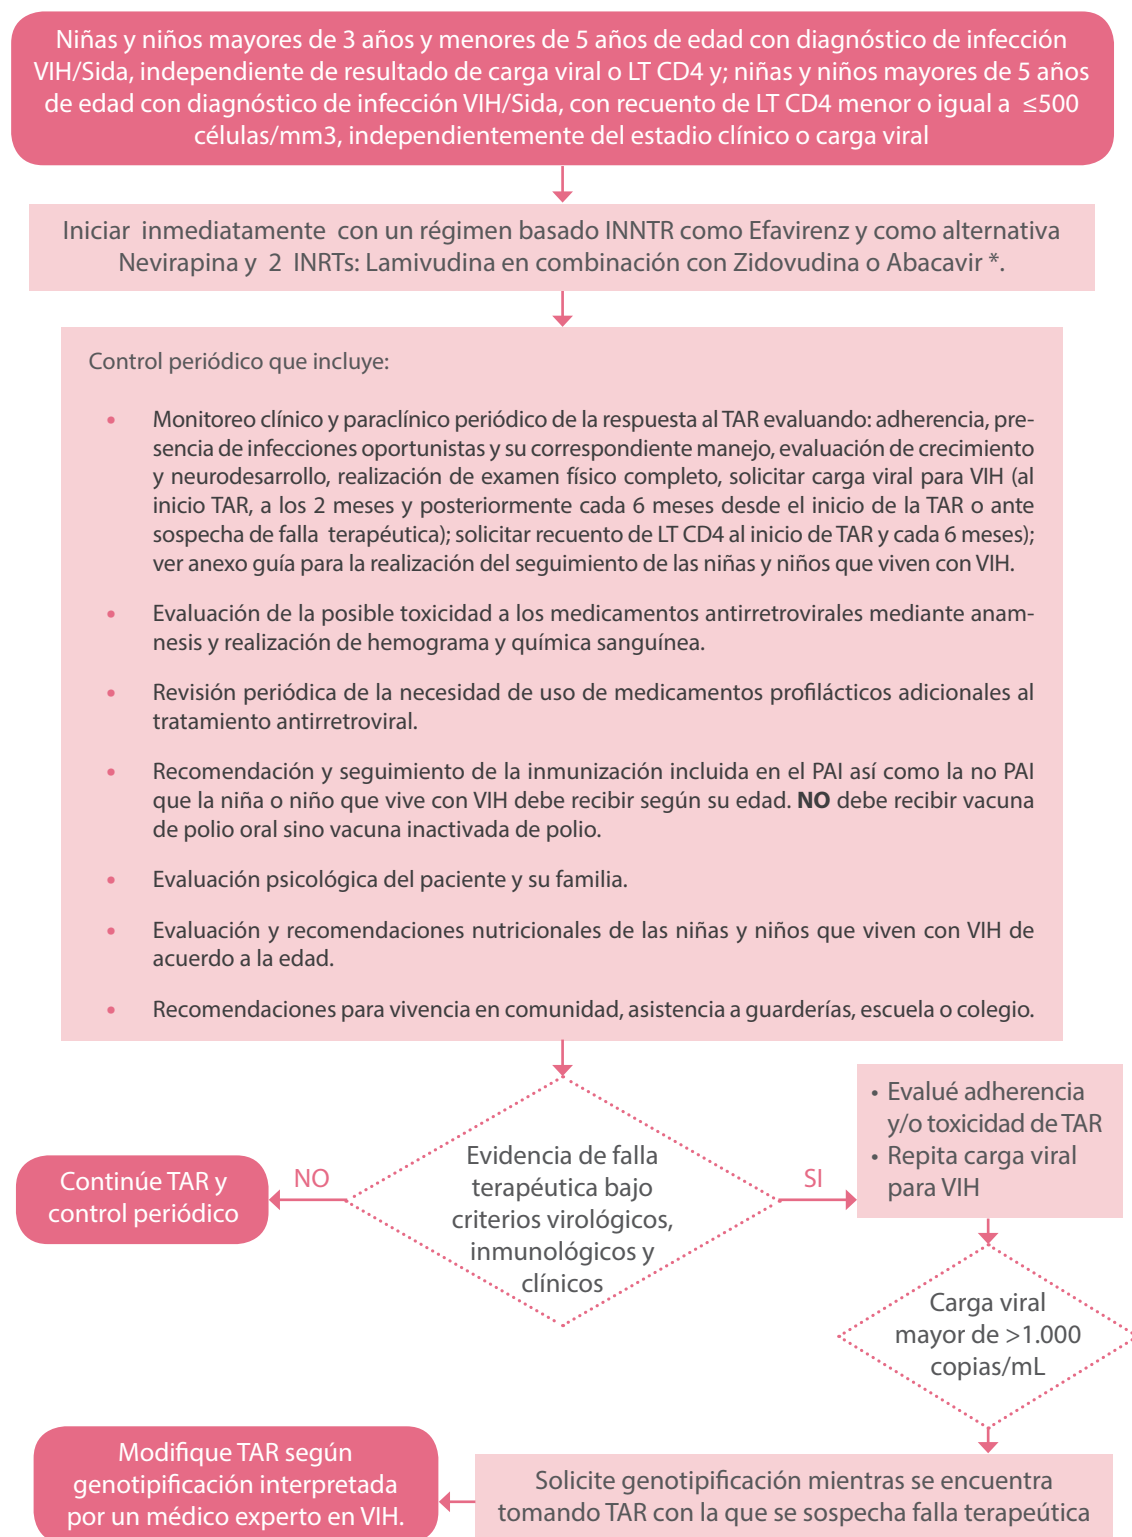 Niñas y niños mayores de 3 años y menores de 5 años de edad con diagnóstico de infección
VIH/Sida, independiente de resultado de carga viral o LT CD4 y; niñas y niños mayores de 5 años
de edad con diagnóstico de infección VIH/Sida, con recuento de LT CD4 menor o igual a ≤500
células/mm3, independientemente del estadio clínico o carga viral
Iniciar inmediatamente con un régimen basado INNTR como Efavirenz y como alternativa
Nevirapina y 2 INRTs: Lamivudina en combinación con Zidovudina o Abacavir *.
Control periódico que incluye:
• Monitoreo clínico y paraclínico periódico de la respuesta al TAR evaluando: adherencia, pre-
sencia de infecciones oportunistas y su correspondiente manejo, evaluación de crecimiento
y neurodesarrollo, realización de examen físico completo, solicitar carga viral para VIH (al
inicio TAR, a los 2 meses y posteriormente cada 6 meses desde el inicio de la TAR o ante
sospecha de falla terapéutica); solicitar recuento de LT CD4 al inicio de TAR y cada 6 meses);
ver anexo guía para la realización del seguimiento de las niñas y niños que viven con VIH.
• Evaluación de la posible toxicidad a los medicamentos antirretrovirales mediante anam-
nesis y realización de hemograma y química sanguínea.
• Revisión periódica de la necesidad de uso de medicamentos profilácticos adicionales al
tratamiento antirretroviral.
• Recomendación y seguimiento de la inmunización incluida en el PAI así como la no PAI
que la niña o niño que vive con VIH debe recibir según su edad. NO debe recibir vacuna
de polio oral sino vacuna inactivada de polio.
• Evaluación psicológica del paciente y su familia.
• Evaluación y recomendaciones nutricionales de las niñas y niños que viven con VIH de
acuerdo a la edad.
• Recomendaciones para vivencia en comunidad, asistencia a guarderías, escuela o colegio.
Evidencia de falla
terapéutica bajo
criterios virológicos,
inmunológicos y
clínicos
NO
Continúe TAR y
control periódico
SI
• Evalué adherencia
y/o toxicidad de TAR
• Repita carga viral
para VIH
Carga viral
mayor de >1.000
copias/mL
Solicite genotipificación mientras se encuentra
tomando TAR con la que se sospecha falla terapeútica
Modifique TAR según
genotipificación interpretada
por un médico experto en VIH.